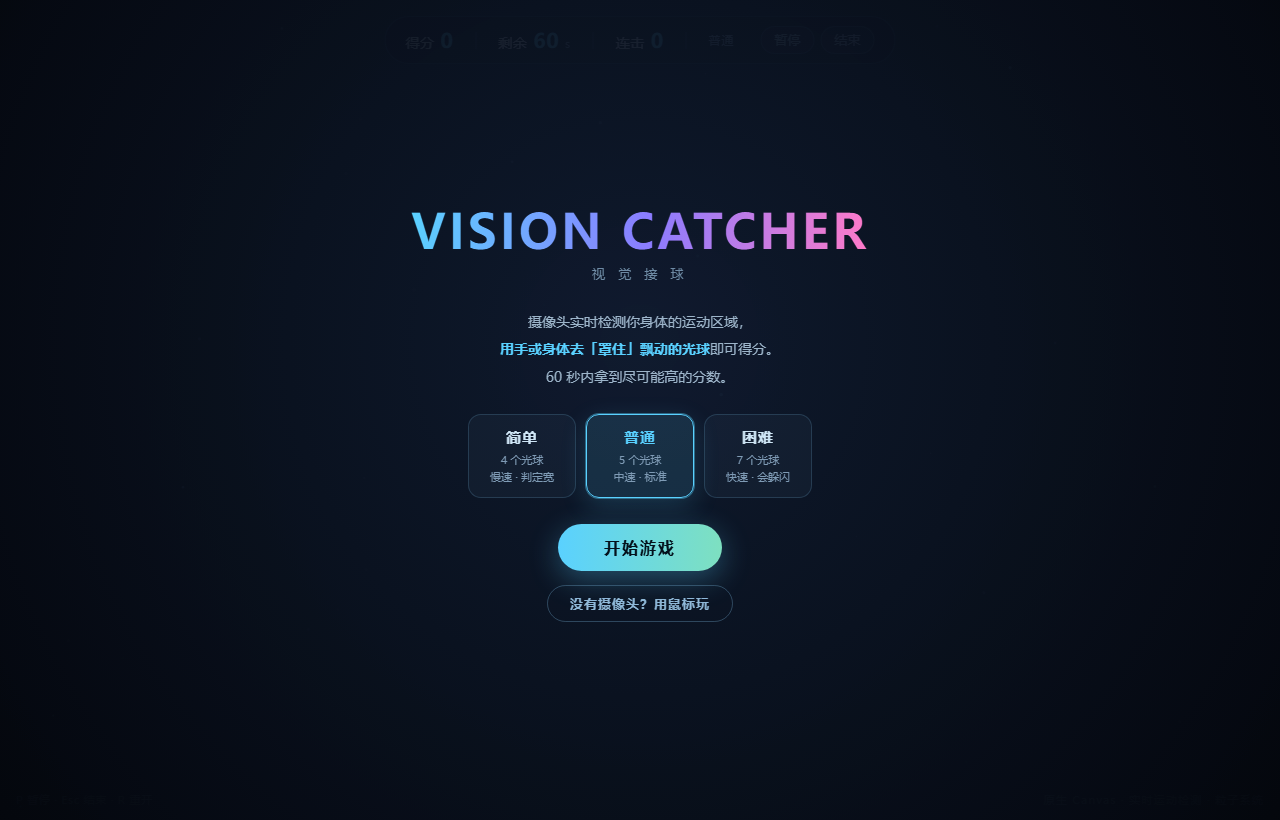 得分 0 剩余 60 s 连击 0 普通 暂停 结束
VISION CATCHER
视觉接球
摄像头实时检测你身体的运动区域，
用手或身体去「罩住」飘动的光球即可得分。
60 秒内拿到尽可能高的分数。
简单 普通 困难
4 个光球 5 个光球 7 个光球
慢速 · 判定宽 中速 · 标准 快速 · 会躲闪
开始游戏
没有摄像头？用鼠标玩